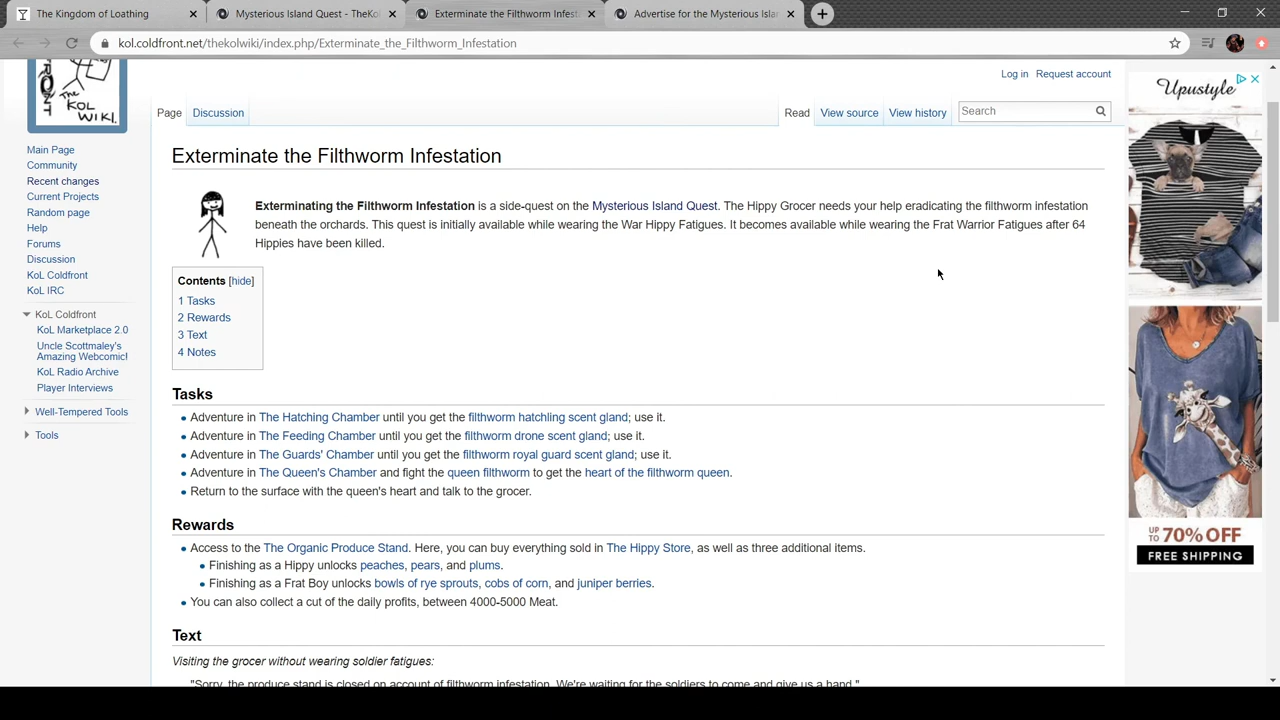 The Kingdom of Loathing
Mysterious Island Quest - TheKol
Exterminate the Filthworm Infest
Advertise for the Mysterious Islan
kol.coldfront.net/thekolwiki/index.php/Exterminate_the_Filthworm_Infestation
Log in Request account
The KOL WIKI.
Page Discussion Read View source View history Search
Main Page
Community
Recent changes
Current Projects
Random page
Help
Forums
Discussion
KoL Coldfront
KoL IRC
KoL Coldfront
KoL Marketplace 2.0
Uncle Scottmaley's
Amazing Webcomic!
KoL Radio Archive
Player Interviews
Well-Tempered Tools
Tools
Exterminate the Filthworm Infestation
Exterminating the Filthworm Infestation is a side-quest on the Mysterious Island Quest. The Hippy Grocer needs your help eradicating the filthworm infestation
beneath the orchards. This quest is initially available while wearing the War Hippy Fatigues. It becomes available while wearing the Frat Warrior Fatigues after 64
Hippies have been killed.
Contents [hide]
1 Tasks
2 Rewards
3 Text
4 Notes
Tasks
Adventure in The Hatching Chamber until you get the filthworm hatchling scent gland; use it.
Adventure in The Feeding Chamber until you get the filthworm drone scent gland; use it.
Adventure in The Guards' Chamber until you get the filthworm royal guard scent gland; use it.
Adventure in The Queen's Chamber and fight the queen filthworm to get the heart of the filthworm queen.
Return to the surface with the queen's heart and talk to the grocer.
Rewards
Access to the The Organic Produce Stand. Here, you can buy everything sold in The Hippy Store, as well as three additional items.
Finishing as a Hippy unlocks peaches, pears, and plums.
Finishing as a Frat Boy unlocks bowls of rye sprouts, cobs of corn, and juniper berries.
You can also collect a cut of the daily profits, between 4000-5000 Meat.
Text
Visiting the grocer without wearing soldier fatigues:
"Sorry, the produce stand is closed on account of filthworm infestation. We're waiting for the soldiers to come and give us a hand."
Upustyle
UP TO 70% OFF
FREE SHIPPING